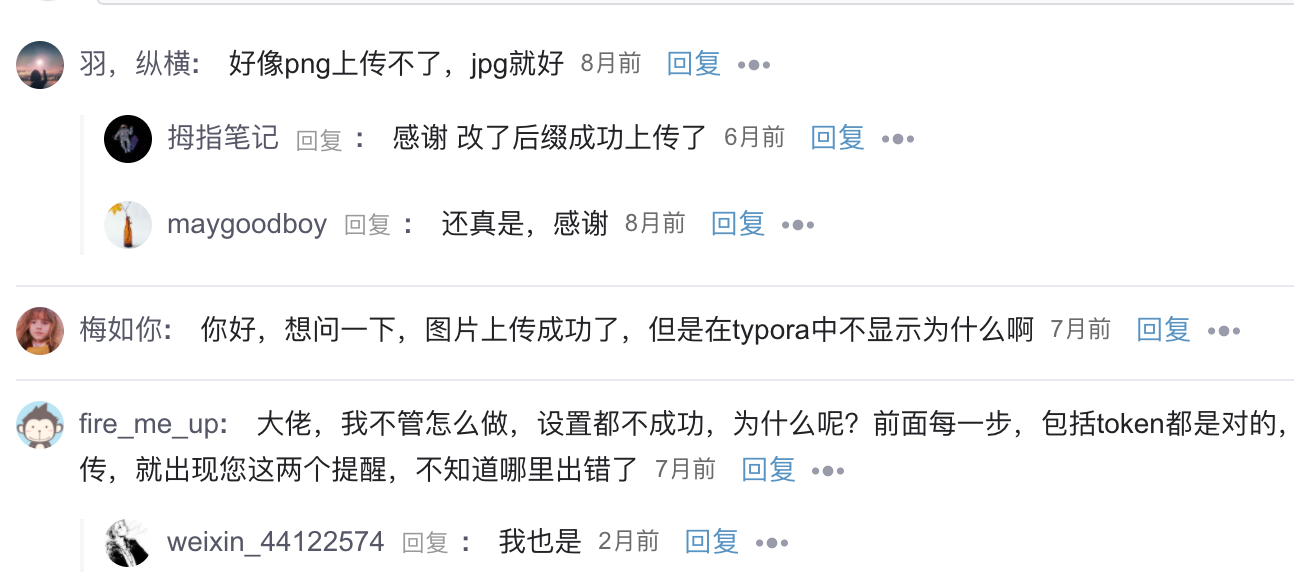 羽，纵横： 好像png上传不了，jpg就好 8月前 回复 •••
拇指笔记 回复 ： 感谢 改了后缀成功上传了 6月前 回复 •••
maygoodboy 回复 ： 还真是，感谢 8月前 回复 •••
梅如你： 你好，想问一下，图片上传成功了，但是在typora中不显示为什么啊 7月前 回复 •••
fire_me_up： 大佬，我不管怎么做，设置都不成功，为什么呢？前面每一步，包括token都是对的，
传，就出现您这两个提醒，不知道哪里出错了 7月前 回复 •••
weixin_44122574 回复 ： 我也是 2月前 回复 •••